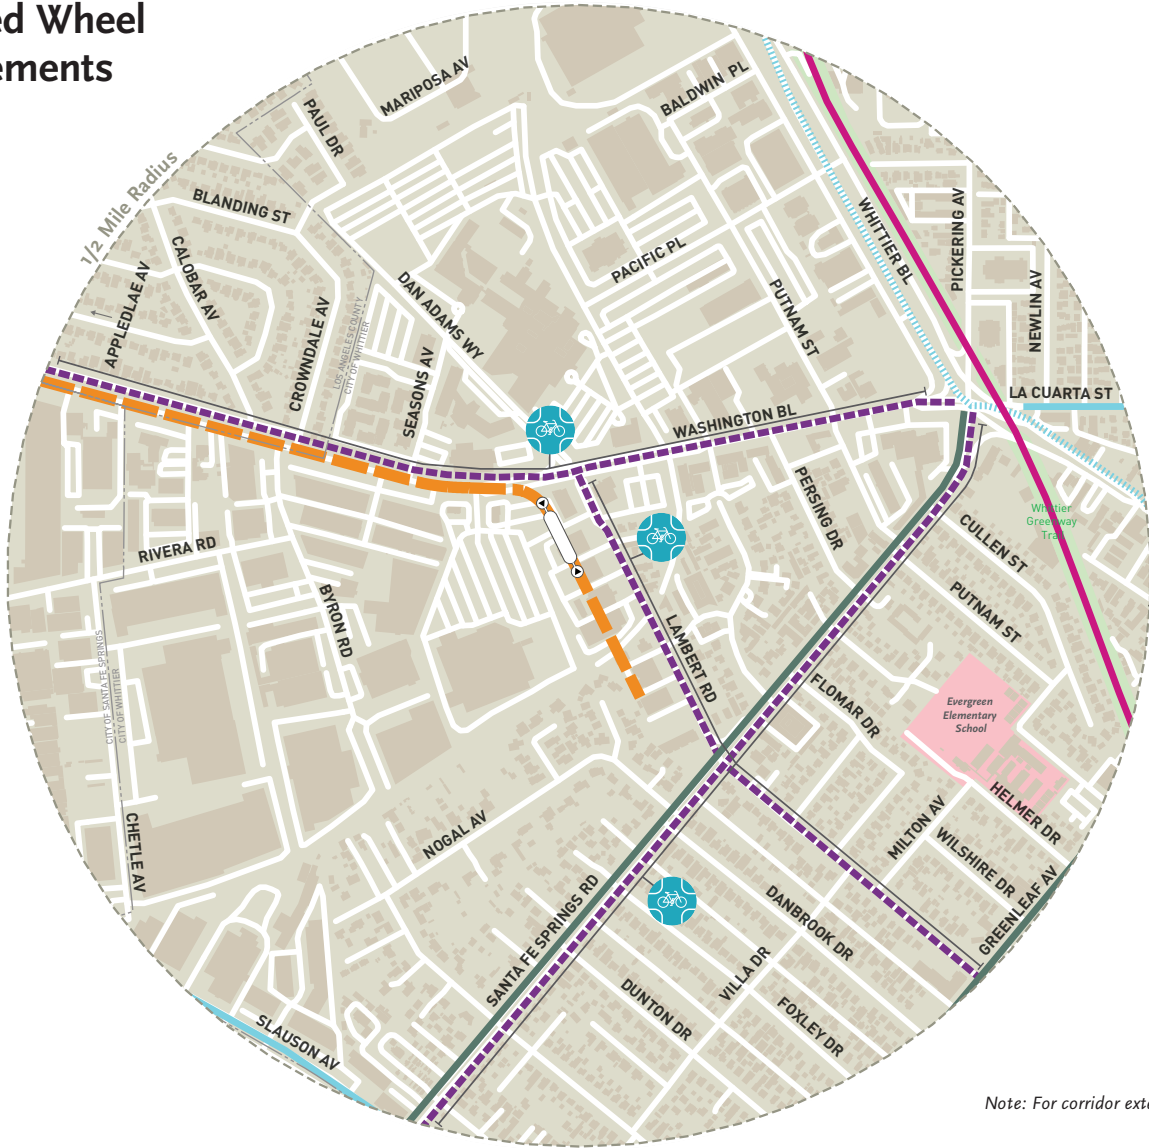 ed Wheel
ements
1/2 Mile Radius
MARIPOSA AV
PAUL DR
BALDWIN PL
BLANDING ST
CALOBAR AV
APPLEDLAE AV
CROWNDALE AV
LOS ANGELES COUNTY
CITY OF WHITTIER
SEASONS AV
DAN ADAMS WY
PACIFIC PL
PUTNAM ST
WHITTIER BL
PICKERING AV
NEWLIN AV
LA CUARTA ST
WASHINGTON BL
PERSING DR
Whittier
Greenway
Trail
CULLEN ST
PUTNAM ST
RIVERA RD
BYRON RD
LAMBERT RD
FLOMAR DR
Evergreen
Elementary
School
CITY OF SANTA FE SPRINGS
CITY OF WHITTIER
CHETLE AV
NOGAL AV
HELMER DR
MILTON AV
WILSHIRE DR
GREENLEAF AV
SANTA FE SPRINGS RD
DANBROOK DR
VILLA DR
DUNTON DR
FOXLEY DR
SLAUSON AV
Note: For corridor exte